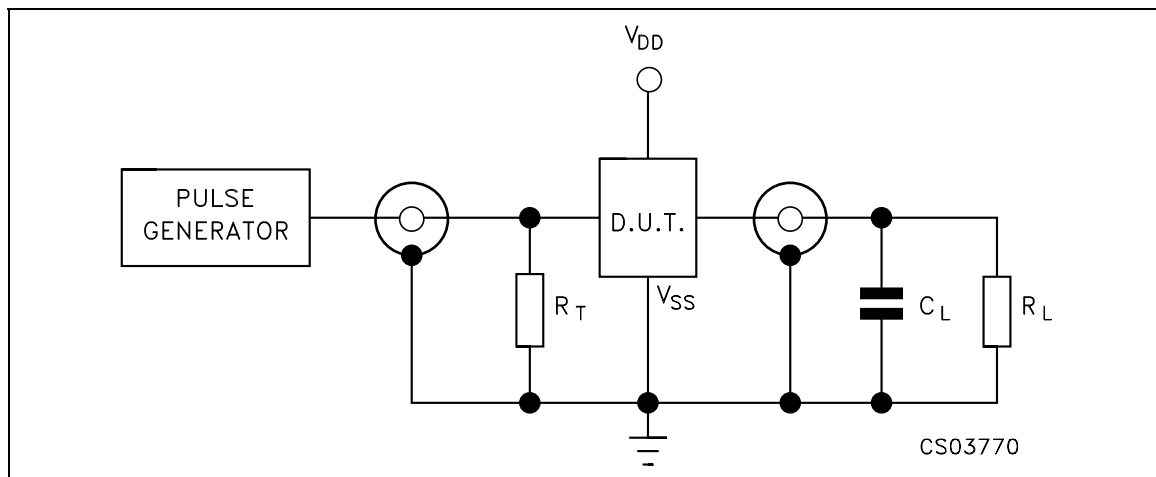 VDD
PULSE
GENERATOR
D.U.T.
VSS
RT
CL
RL
CS03770